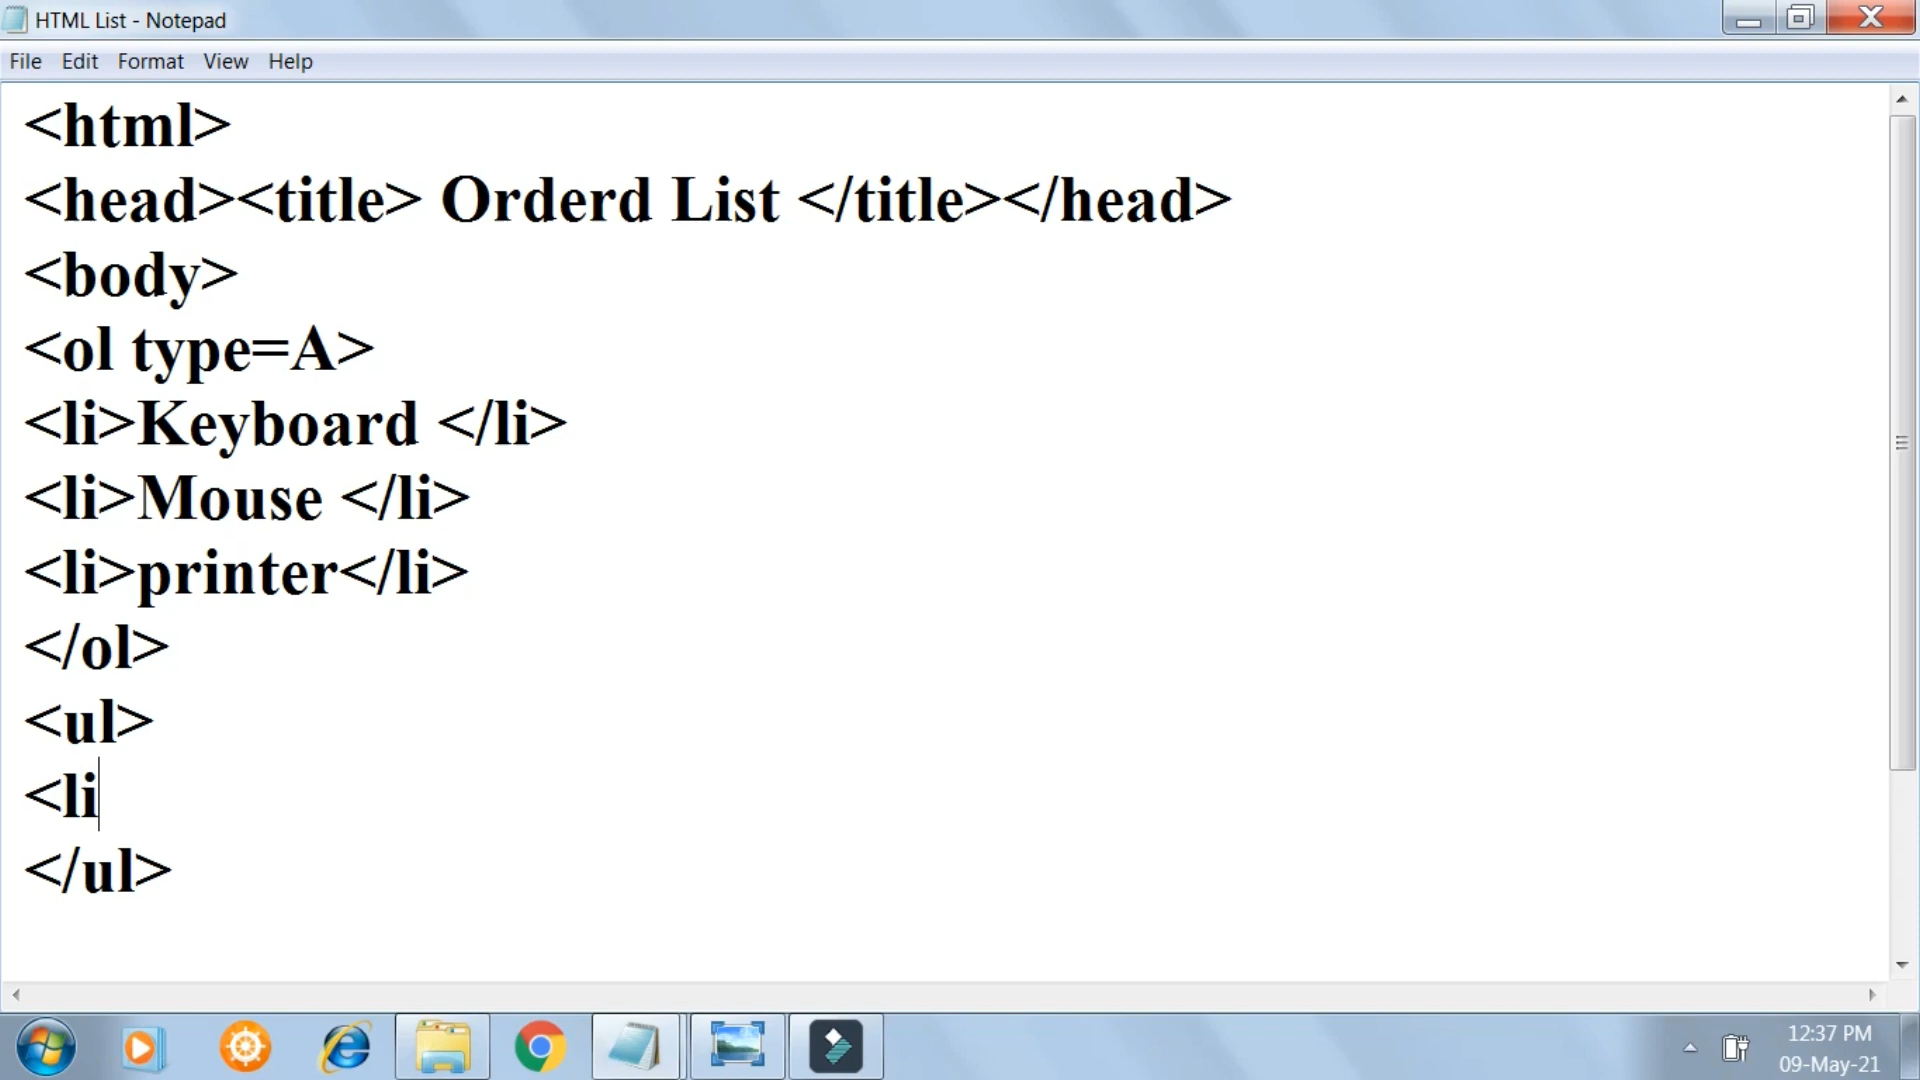 HTML List - Notepad
File Edit Format View Help
<html>
<head><title> Orderd List </title></head>
<body>
<ol type=A>
<li>Keyboard </li>
<li>Mouse </li>
<li>printer</li>
</ol>
<ul>
<li
</ul>
12:37 PM
09-May-21